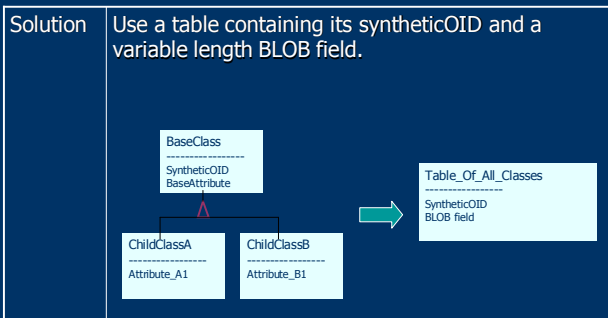 Solution
Use a table containing its syntheticOID and a
variable length BLOB field.
BaseClass
-----------------
SyntheticOID
BaseAttribute
ChildClassA
-----------------
Attribute_A1
ChildClassB
-----------------
Attribute_B1
Table_Of_All_Classes
-----------------
SyntheticOID
BLOB field